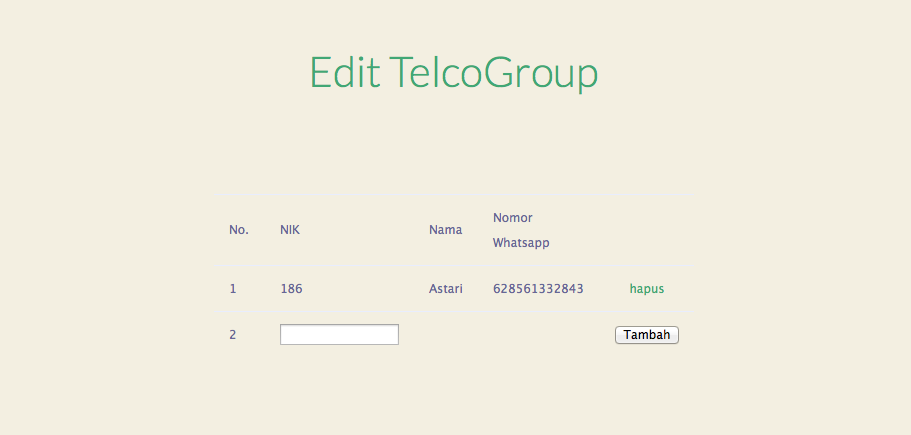 Edit TelcoGroup
No. NIK Nama Nomor Whatsapp
1 186 Astari 628561332843 hapus
2 Tambah